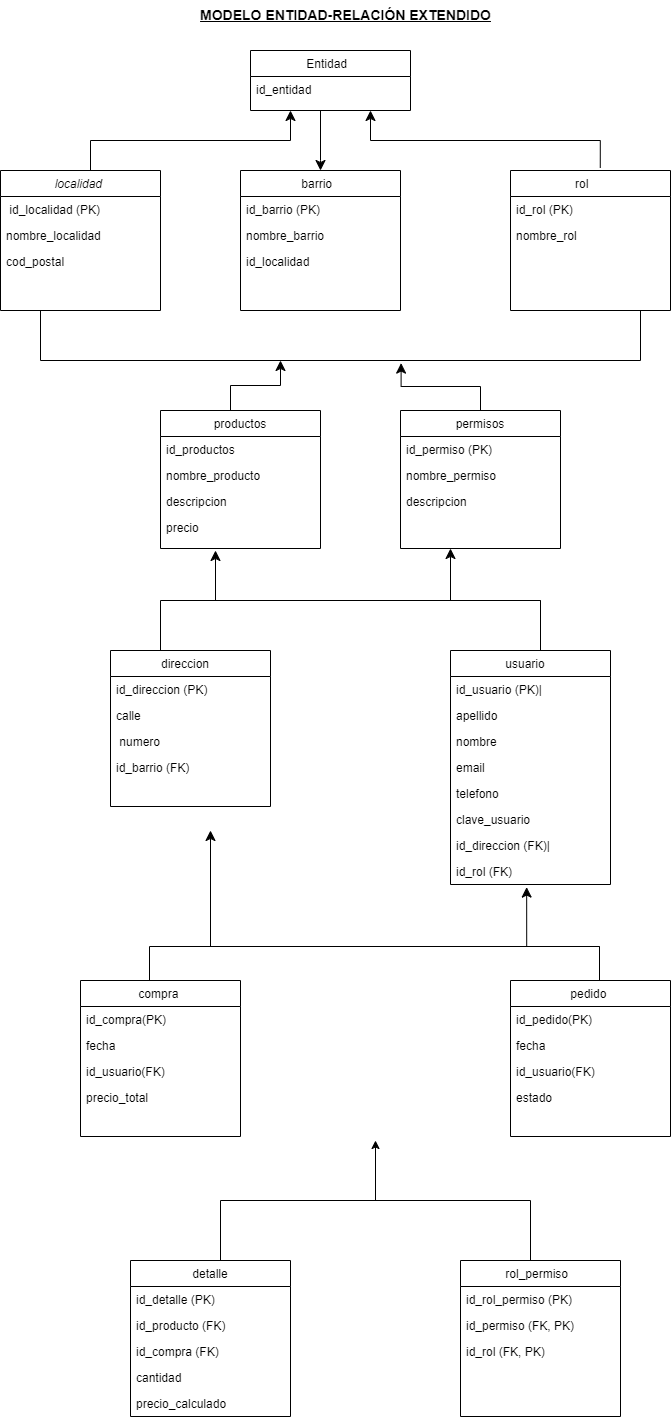 MODELO ENTIDAD-RELACIÓN EXTENDIDO
Entidad
id_entidad
localidad
id_localidad (PK)
nombre_localidad
cod_postal
barrio
id_barrio (PK)
nombre_barrio
id_localidad
rol
id_rol (PK)
nombre_rol
productos
id_productos
nombre_producto
descripcion
precio
permisos
id_permiso (PK)
nombre_permiso
descripcion
direccion
id_direccion (PK)
calle
numero
id_barrio (FK)
usuario
id_usuario (PK)|
apellido
nombre
email
telefono
clave_usuario
id_direccion (FK)|
id_rol (FK)
compra
id_compra(PK)
fecha
id_usuario(FK)
precio_total
pedido
id_pedido(PK)
fecha
id_usuario(FK)
estado
detalle
id_detalle (PK)
id_producto (FK)
id_compra (FK)
cantidad
precio_calculado
rol_permiso
id_rol_permiso (PK)
id_permiso (FK, PK)
id_rol (FK, PK)